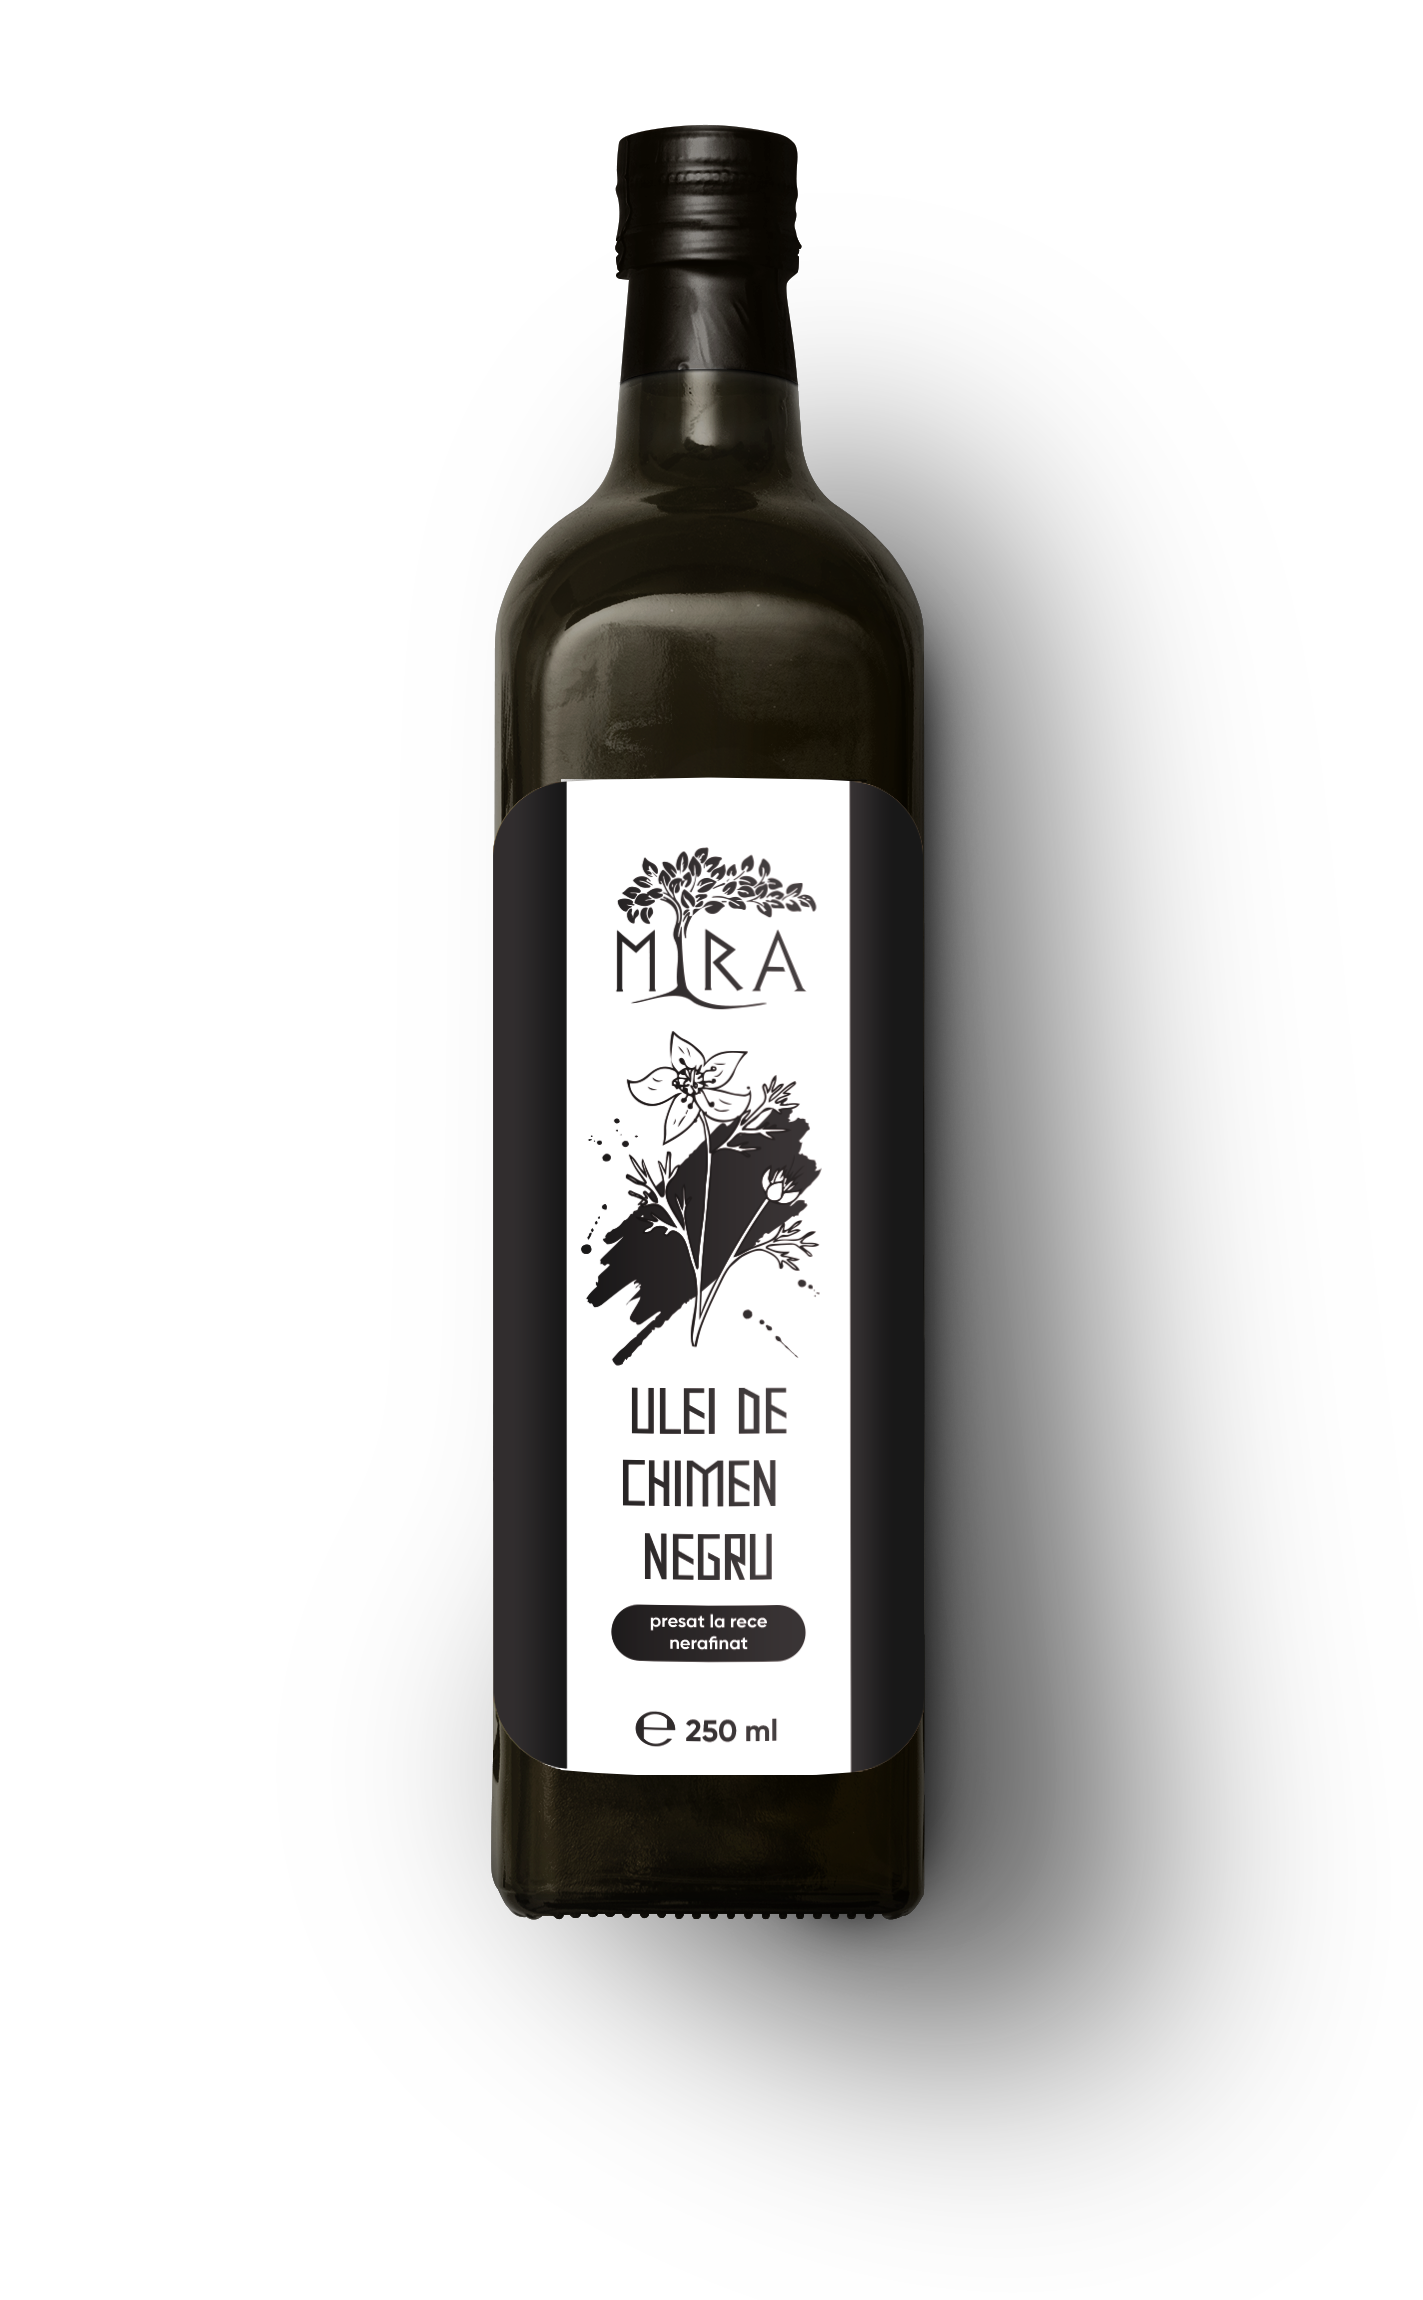 MIRA
ULEI DE
CHIMEN
NEGRU
presat la rece
nerafinat
℮ 250 ml